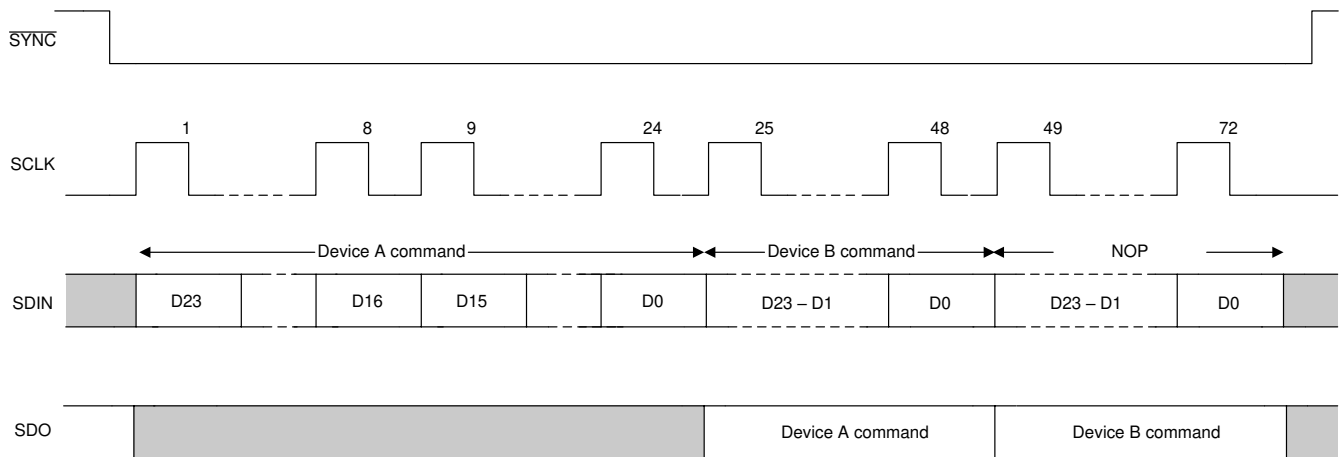 SYNC
1 8 9 24 25 48 49 72
SCLK
Device A command Device B command NOP
SDIN D23 D16 D15 D0 D23 – D1 D0 D23 – D1 D0
SDO Device A command Device B command